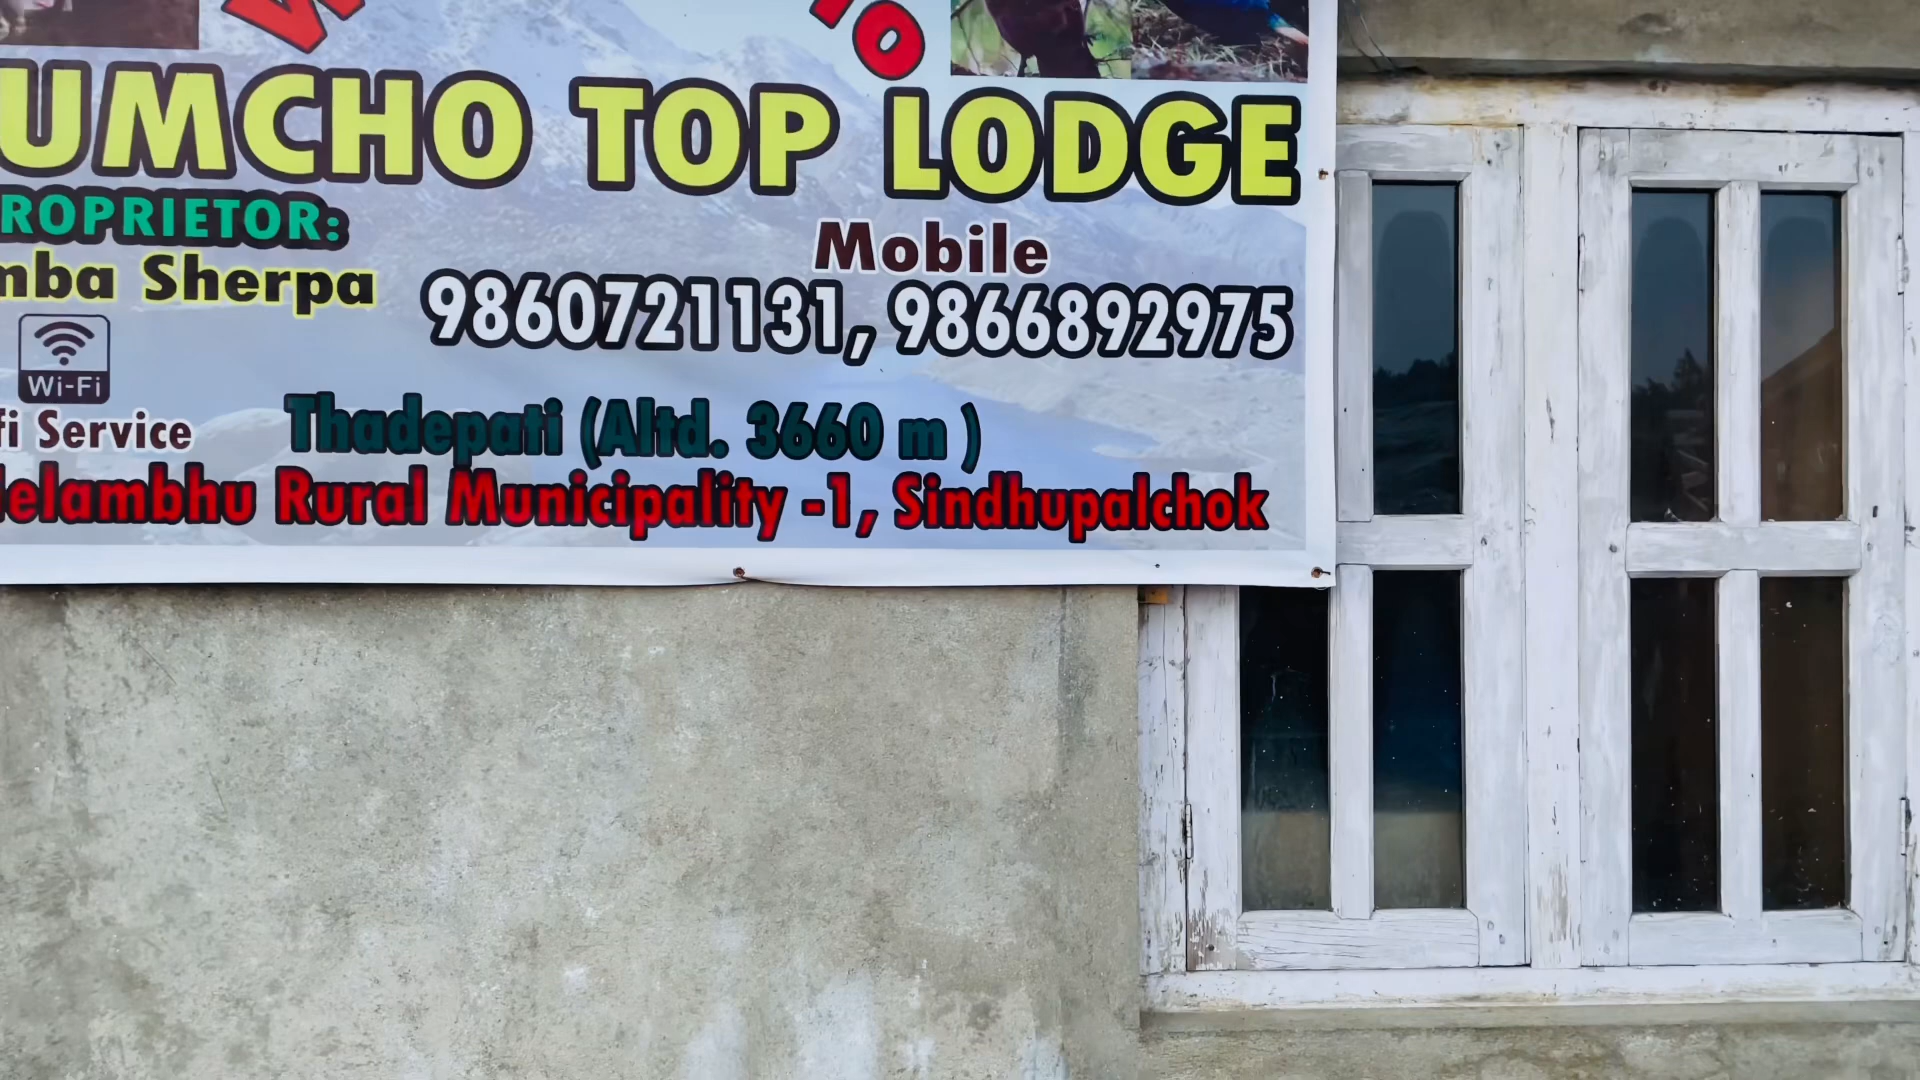 UMCHO TOP LODGE
ROPRIETOR:
mba Sherpa
Mobile
9860721131, 9866892975
Wi-Fi
fi Service
Thadepati (Altd. 3660 m )
elambhu Rural Municipality -1, Sindhupalchok